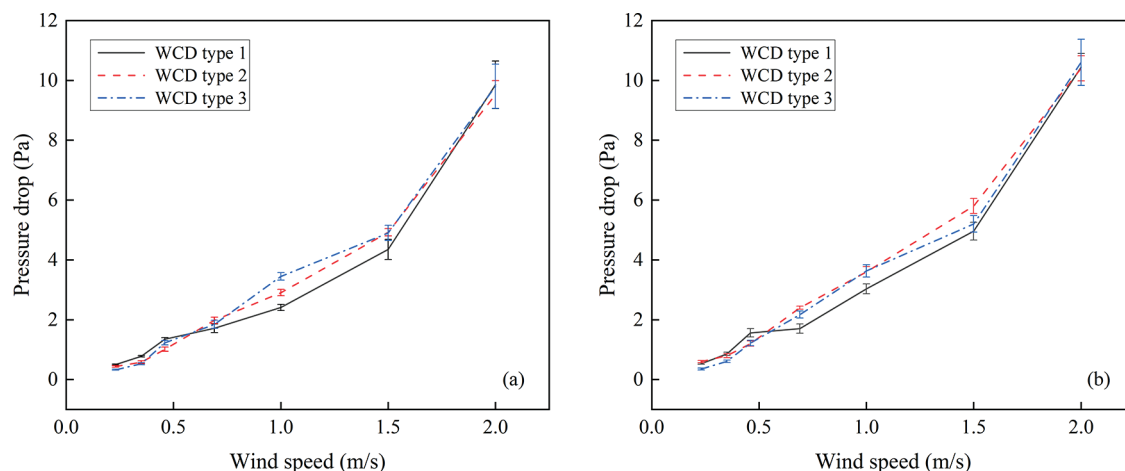 12
10
8
6
4
2
0
Pressure drop (Pa)
WCD type 1
WCD type 2
WCD type 3
(a)
0.0 0.5 1.0 1.5 2.0
Wind speed (m/s)
12
10
8
6
4
2
0
Pressure drop (Pa)
WCD type 1
WCD type 2
WCD type 3
(b)
0.0 0.5 1.0 1.5 2.0
Wind speed (m/s)